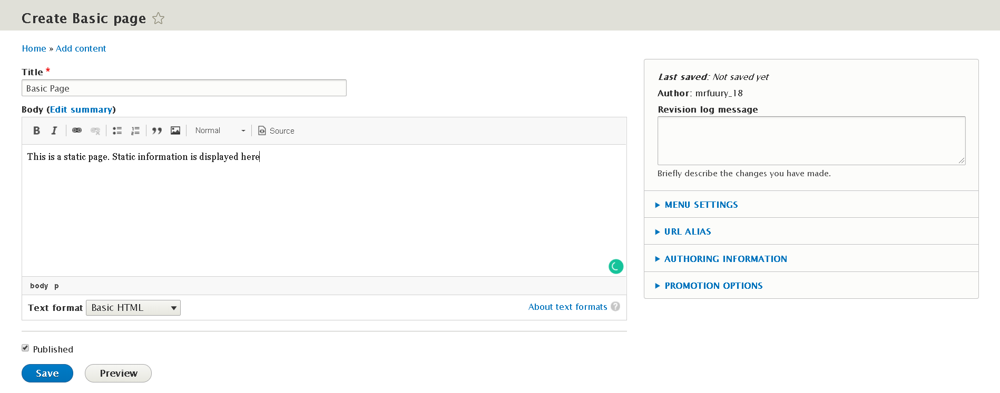 Create Basic page
Home » Add content
Title *
Basic Page
Body (Edit summary)
B I Normal Source
This is a static page. Static information is displayed here
body p
Text format Basic HTML About text formats ?
Published
Save Preview
Last saved: Not saved yet
Author: mrfuury_18
Revision log message
Briefly describe the changes you have made.
MENU SETTINGS
URL ALIAS
AUTHORING INFORMATION
PROMOTION OPTIONS